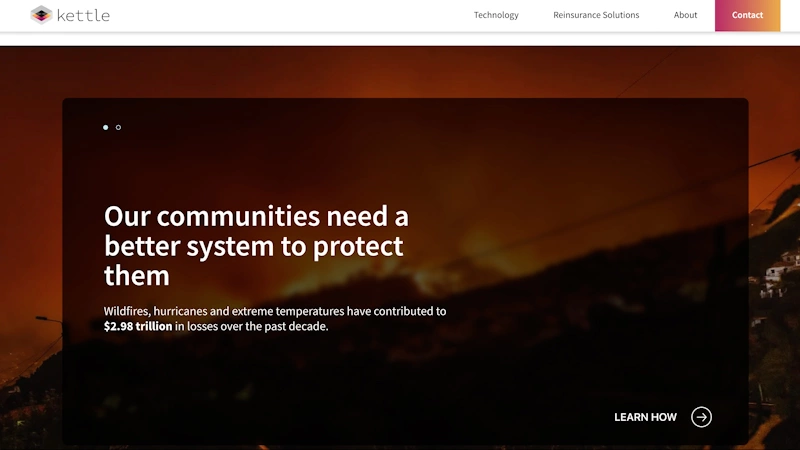 kettle
Technology
Reinsurance Solutions
About
Contact
Our communities need a
better system to protect
them
Wildfires, hurricanes and extreme temperatures have contributed to
$2.98 trillion in losses over the past decade.
LEARN HOW